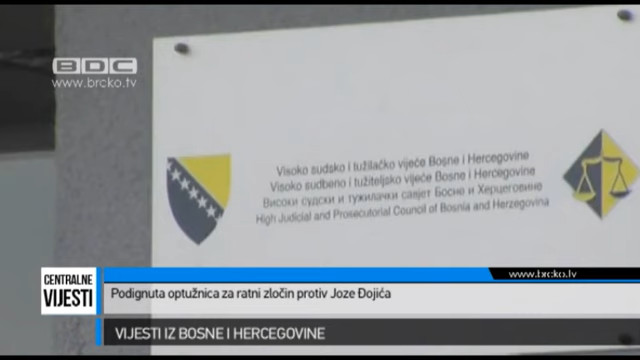 BDC
www.brcko.tv
Visoko sudsko i tužilačko vijeće Bosne i Hercegovine
Visoko sudbeno i tužiteljsko vijeće Bosne i Hercegovine
Високи судски и тужилачки савјет Босне и Херцеговине
High Judicial and Prosecutorial Council of Bosnia and Herzegovina
www.brcko.tv
CENTRALNE
VIJESTI
Podignuta optužnica za ratni zločin protiv Joze Đojića
VIJESTI IZ BOSNE I HERCEGOVINE